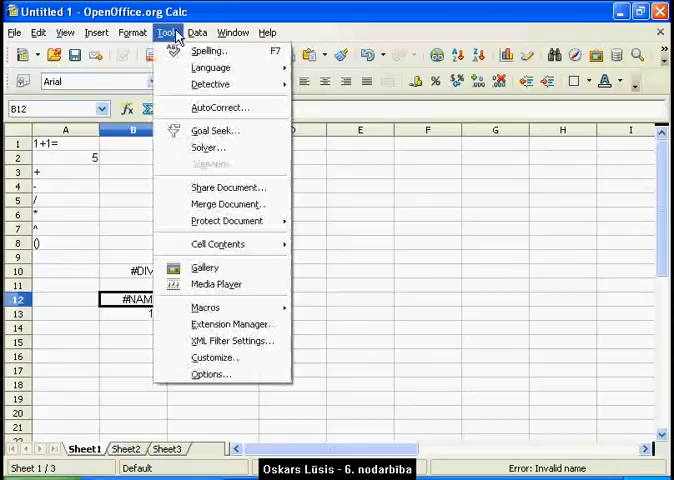 Untitled 1 - OpenOffice.org Calc
File Edit View Insert Format Tools Data Window Help
Arial
B12
A B D E F G H I
1 1+1=
2 5
3 +
4 -
5 /
6 *
7 ^
8 ()
9
10 #DIV
11
12 #NAM
13 1
14
15
16
17
18
19
20
21
Spelling.. F7
Language
Detective
AutoCorrect...
Goal Seek...
Solver...
Scenarios...
Share Document...
Merge Document..
Protect Document
Cell Contents
Gallery
Media Player
Macros
Extension Manager..
XML Filter Settings...
Customize..
Options...
Sheet1 Sheet2 Sheet3
Sheet 1 / 3 Default Error: Invalid name
Oskars Lūsis - 6. nodarbība